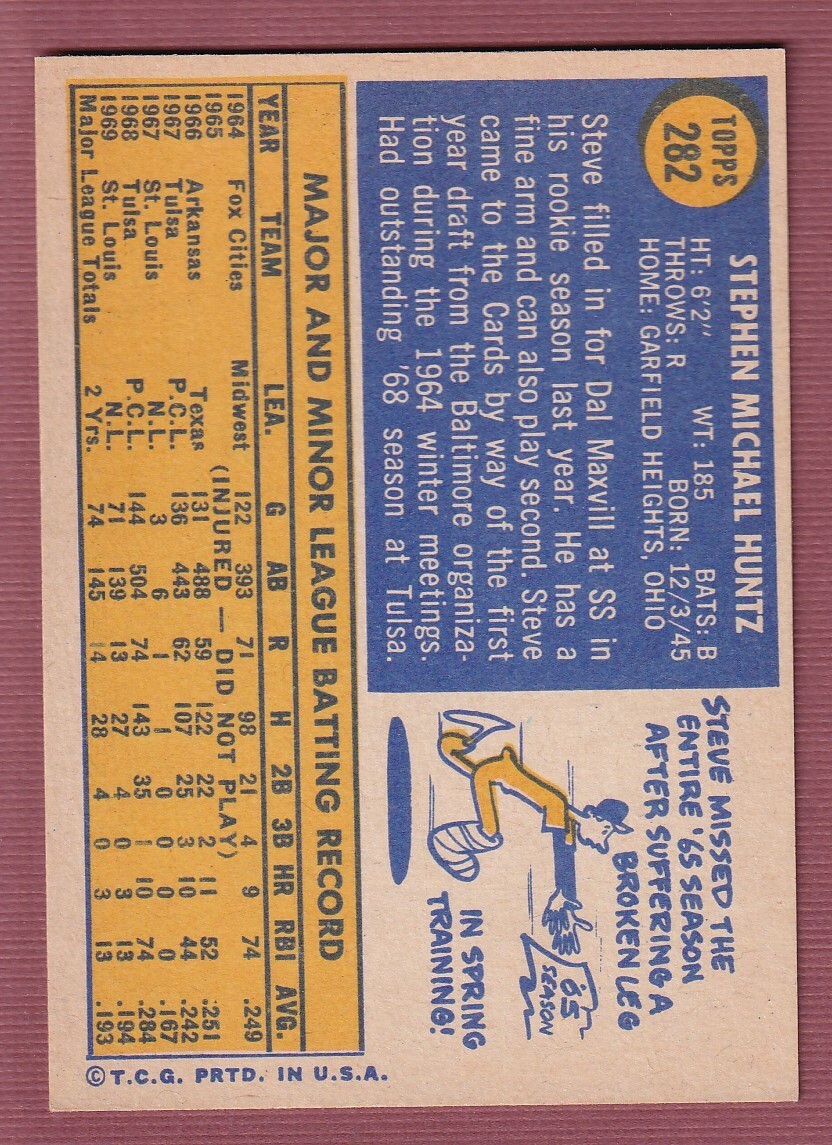 TOPPS
282
STEPHEN MICHAEL HUNTZ
HT: 6'2" WT: 185 BATS: B
THROWS: R BORN: 12/3/45
HOME: GARFIELD HEIGHTS, OHIO
Steve filled in for Dal Maxvill at SS in
his rookie season last year. He has a
fine arm and can also play second. Steve
came to the Cards by way of the first
year draft from the Baltimore organiza-
tion during the 1964 winter meetings.
Had outstanding '68 season at Tulsa.
STEVE MISSED THE
ENTIRE '65 SEASON
AFTER SUFFERING A
BROKEN LEG
'65
SEASON
IN SPRING
TRAINING!
MAJOR AND MINOR LEAGUE BATTING RECORD
YEAR TEAM LEA. G AB R H 2B 3B HR RBI AVG.
1964 Fox Cities Midwest 122 393 71 98 21 4 9 74 .249
1965 (INJURED — DID NOT PLAY)
1966 Arkansas Texas 131 488 59 122 22 2 11 52 .251
1967 Tulsa P.C.L. 136 443 62 107 25 3 10 44 .242
1967 St. Louis N.L. 3 6 1 1 0 0 0 0 .167
1968 Tulsa P.C.L. 144 504 74 143 35 1 10 74 .284
1969 St. Louis N.L. 71 139 13 27 4 0 3 13 .194
Major League Totals 2 Yrs. 74 145 14 28 4 0 3 13 .193
© T.C.G. PRTD. IN U.S.A.